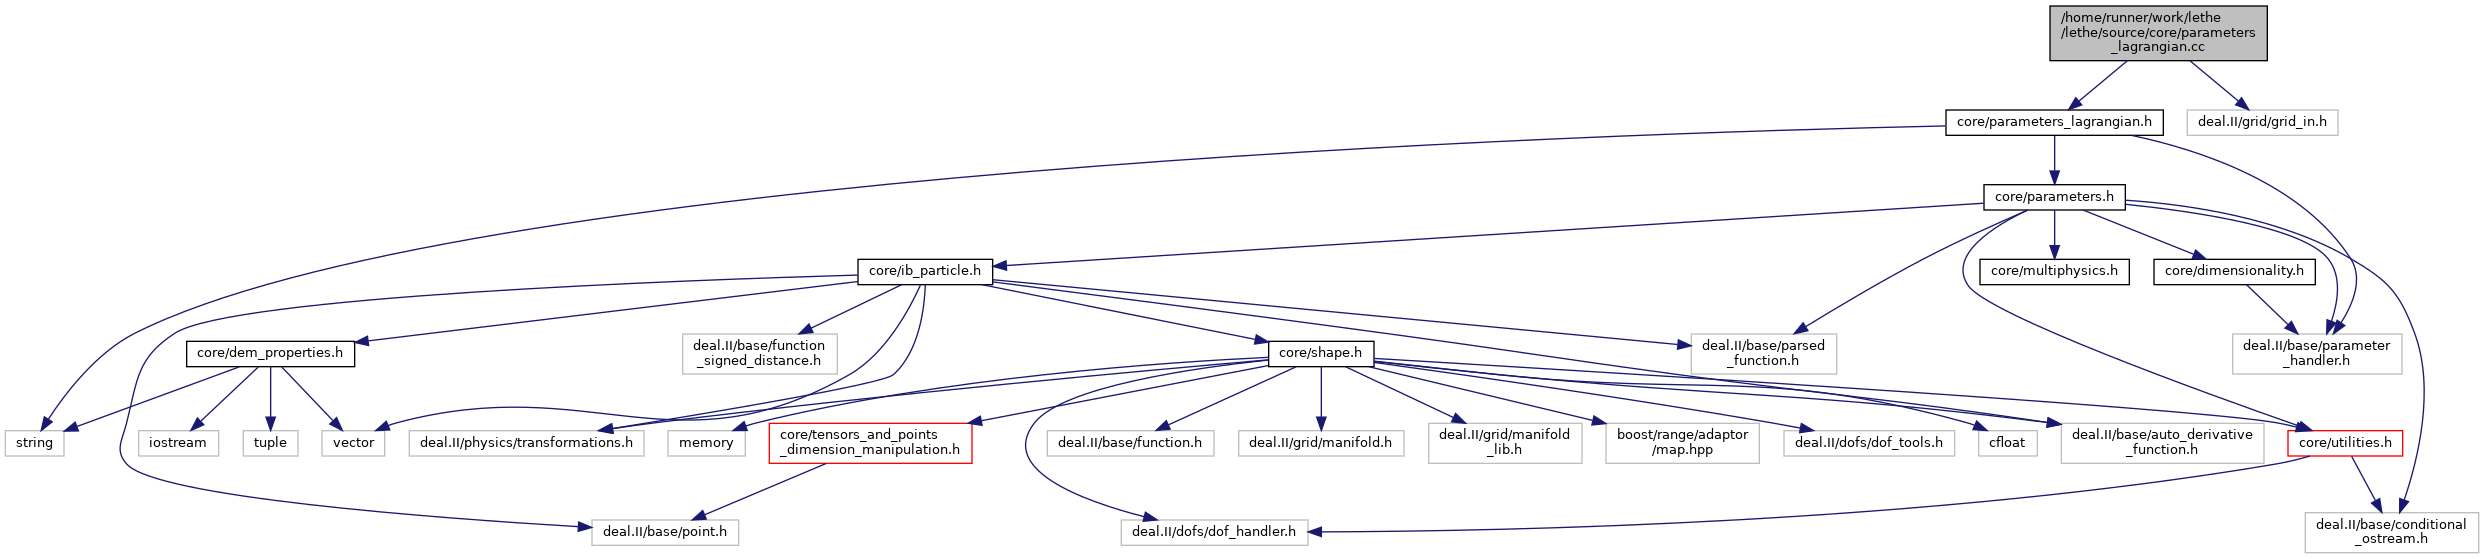 /home/runner/work/lethe
/lethe/source/core/parameters
_lagrangian.cc
core/parameters_lagrangian.h
deal.II/grid/grid_in.h
core/parameters.h
core/ib_particle.h
core/multiphysics.h
core/dimensionality.h
core/dem_properties.h
deal.II/base/function
_signed_distance.h
core/shape.h
deal.II/base/parsed
_function.h
deal.II/base/parameter
_handler.h
string
iostream
tuple
vector
deal.II/physics/transformations.h
memory
core/tensors_and_points
_dimension_manipulation.h
deal.II/base/function.h
deal.II/grid/manifold.h
deal.II/grid/manifold
_lib.h
boost/range/adaptor
/map.hpp
deal.II/dofs/dof_tools.h
cfloat
deal.II/base/auto_derivative
_function.h
core/utilities.h
deal.II/base/point.h
deal.II/dofs/dof_handler.h
deal.II/base/conditional
_ostream.h